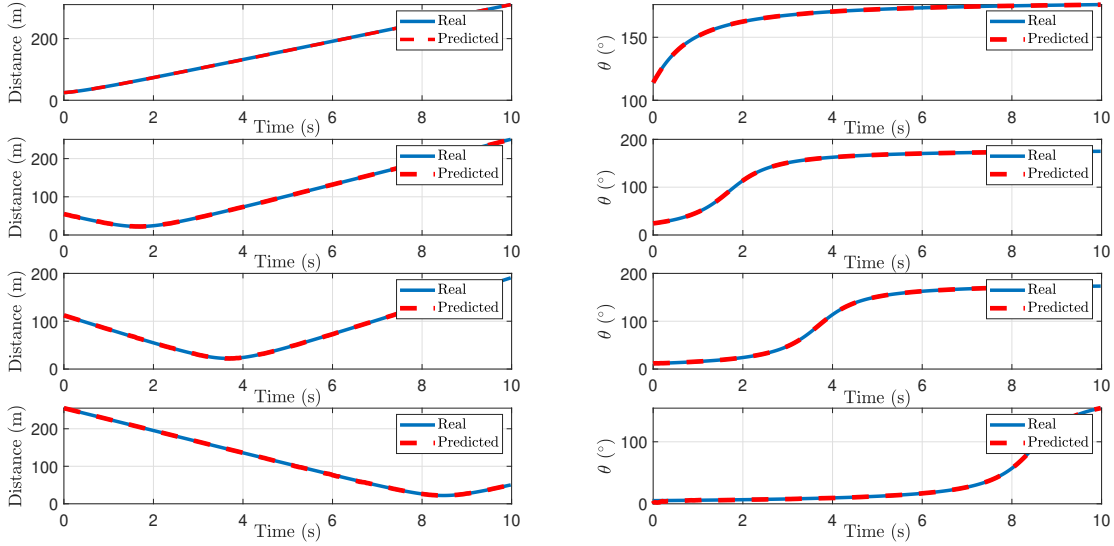 Distance (m)
200
0
0 2 4 6 8 10
Time (s)
Real
Predicted
θ (°)
150
100
0 2 4 6 8 10
Time (s)
Real
Predicted
Distance (m)
200
100
0
0 2 4 6 8 10
Time (s)
Real
Predicted
θ (°)
200
100
0
0 2 4 6 8 10
Time (s)
Real
Predicted
Distance (m)
200
100
0
0 2 4 6 8 10
Time (s)
Real
Predicted
θ (°)
200
100
0
0 2 4 6 8 10
Time (s)
Real
Predicted
Distance (m)
200
100
0
0 2 4 6 8 10
Time (s)
Real
Predicted
θ (°)
100
0
0 2 4 6 8 10
Time (s)
Real
Predicted